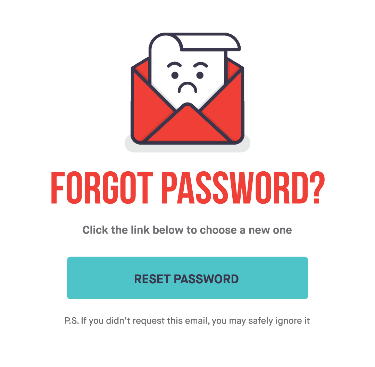 FORGOT PASSWORD?
Click the link below to choose a new one
RESET PASSWORD
P.S. If you didn't request this email, you may safely ignore it